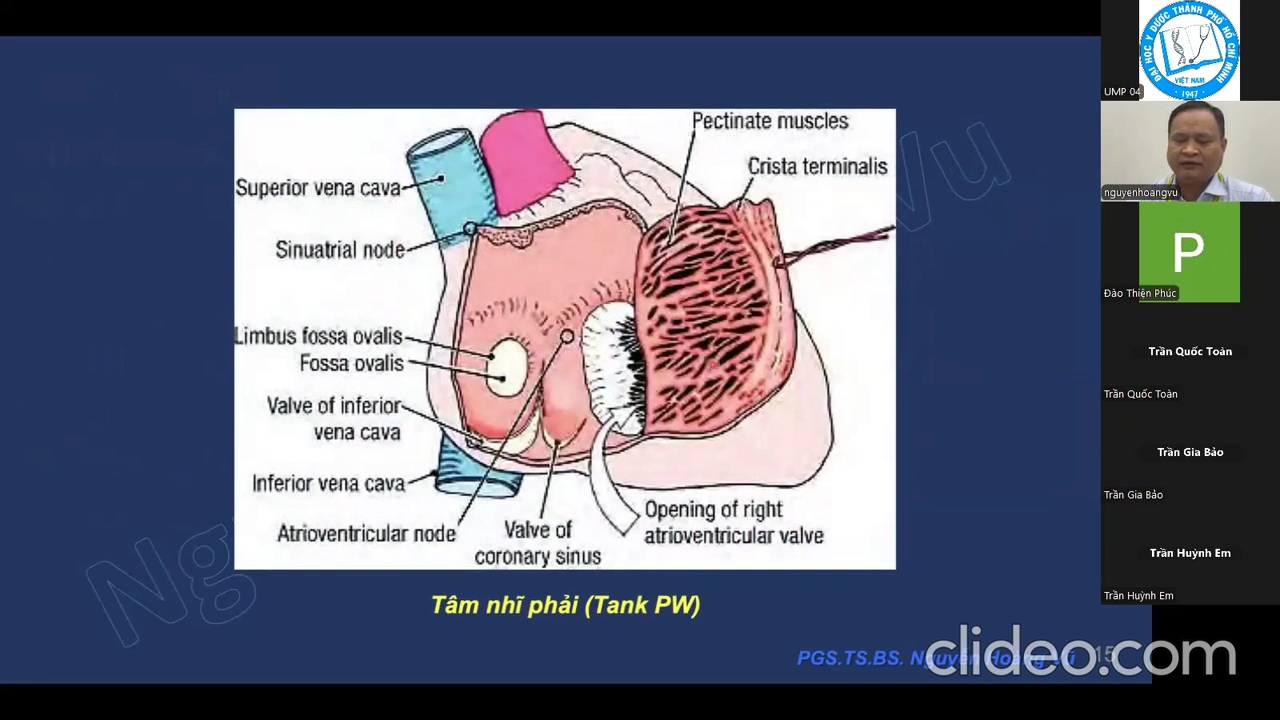 Pectinate muscles
Crista terminalis
Superior vena cava
Sinuatrial node
Limbus fossa ovalis
Fossa ovalis
Valve of inferior
vena cava
Inferior vena cava
Atrioventricular node
Valve of
coronary sinus
Opening of right
atrioventricular valve
Tâm nhĩ phải (Tank PW)
PGS.TS.BS. Nguyễn Hoàng Vũ
15
clideo.com
Ng
Vu
ĐẠI HỌC Y DƯỢC THÀNH PHỐ HỒ CHÍ MINH
VIỆT NAM
1947
UMP 04
nguyenhoangvu
P
Đào Thiện Phúc
Trần Quốc Toàn
Trần Quốc Toàn
Trần Gia Bảo
Trần Gia Bảo
Trần Huỳnh Em
Trần Huỳnh Em